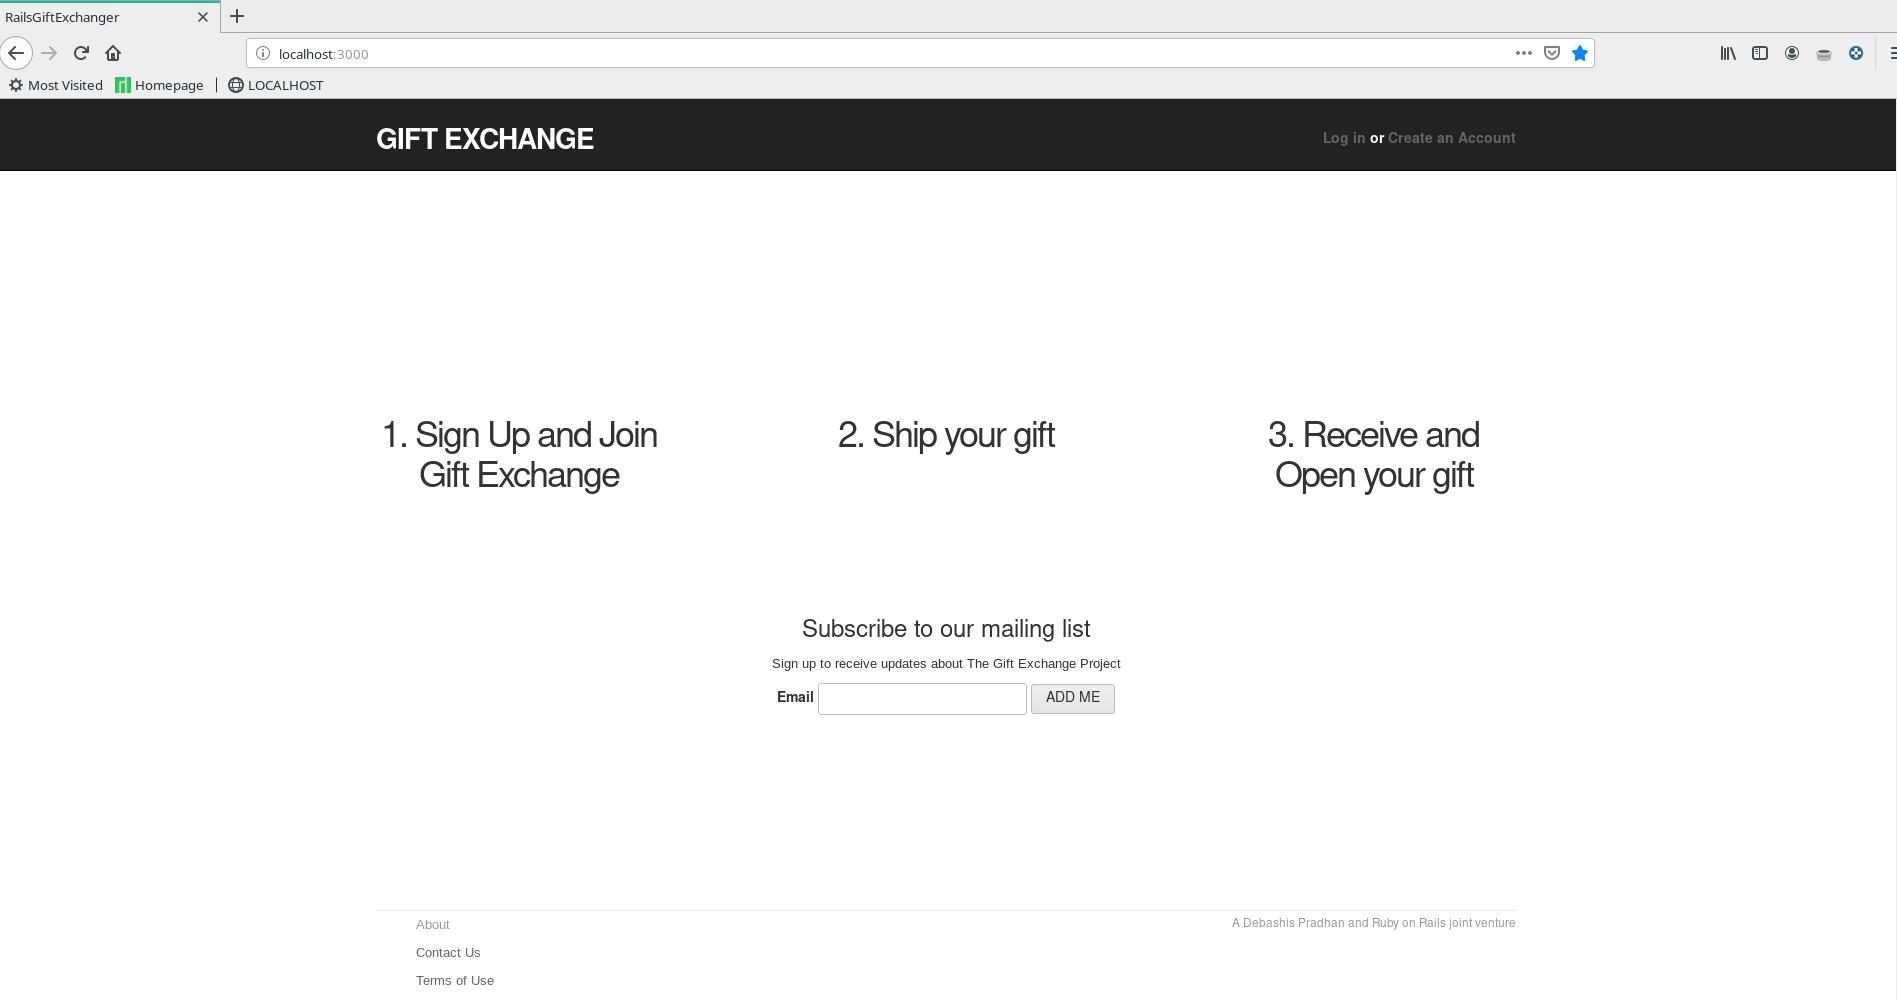 RailsGiftExchanger
localhost:3000
Most Visited Homepage LOCALHOST
GIFT EXCHANGE
Log in or Create an Account
1. Sign Up and Join
Gift Exchange
2. Ship your gift
3. Receive and
Open your gift
Subscribe to our mailing list
Sign up to receive updates about The Gift Exchange Project
Email ADD ME
About
A Debashis Pradhan and Ruby on Rails joint venture
Contact Us
Terms of Use